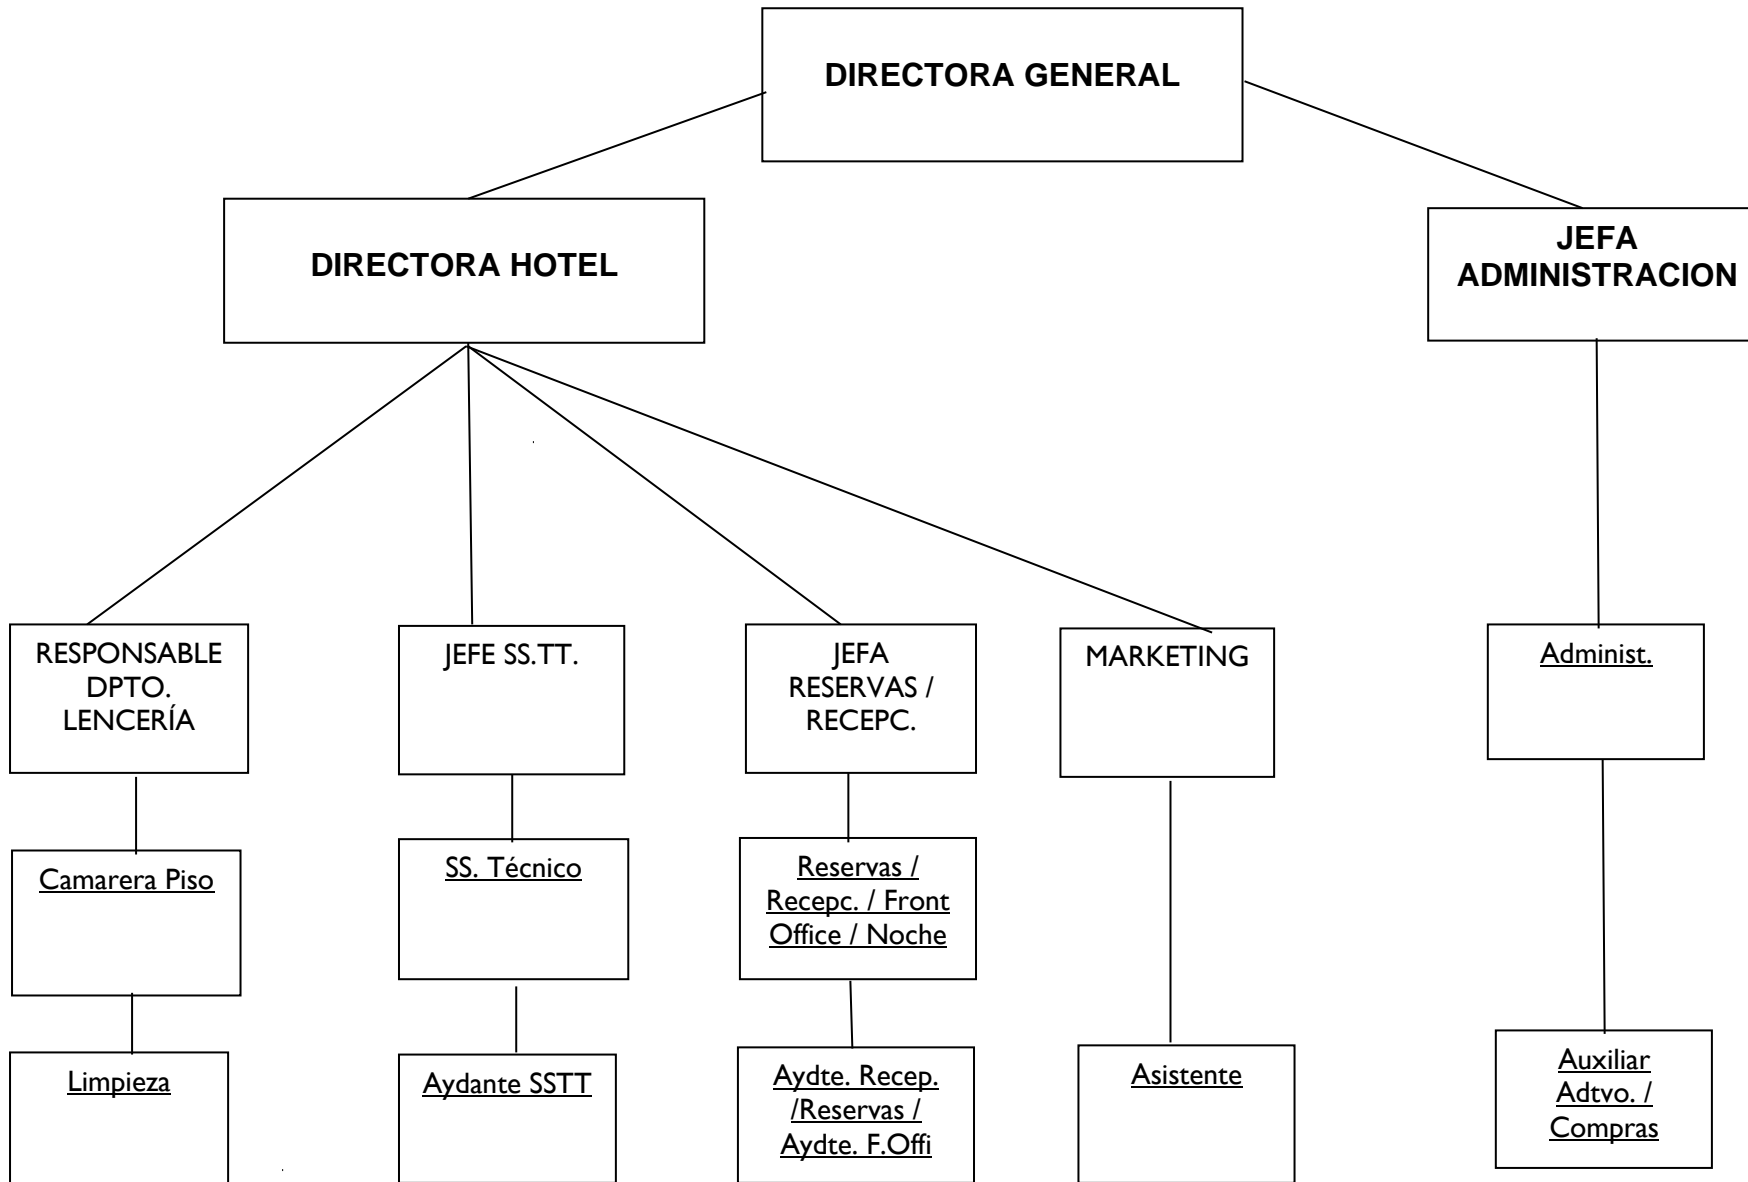 DIRECTORA GENERAL
DIRECTORA HOTEL
JEFA
ADMINISTRACION
RESPONSABLE
DPTO.
LENCERÍA
JEFE SS.TT.
JEFA
RESERVAS /
RECEPC.
MARKETING
Administ.
Camarera Piso
SS. Técnico
Reservas /
Recepc. / Front
Office / Noche
Limpieza
Aydante SSTT
Aydte. Recep.
/Reservas /
Aydte. F.Offi
Asistente
Auxiliar
Adtvo. /
Compras